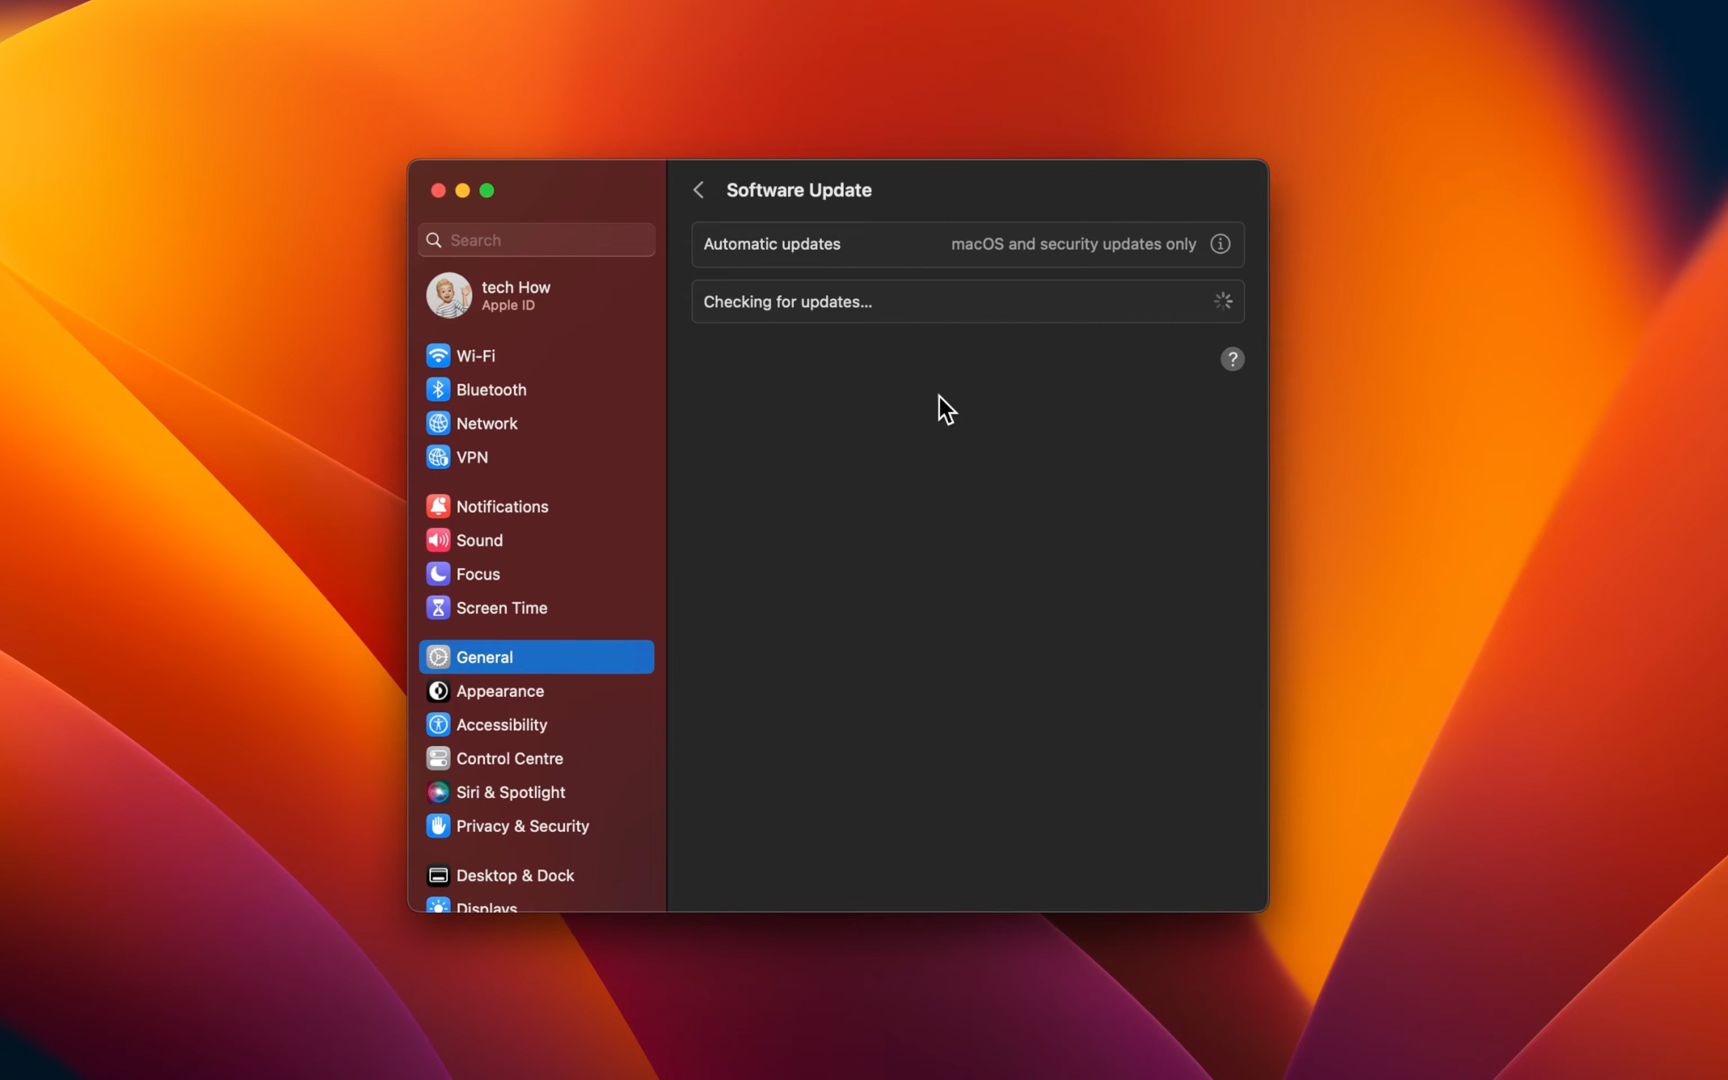 Software Update
Search
Automatic updates
macOS and security updates only
tech How
Apple ID
Checking for updates...
?
Wi-Fi
Bluetooth
Network
VPN
Notifications
Sound
Focus
Screen Time
General
Appearance
Accessibility
Control Centre
Siri & Spotlight
Privacy & Security
Desktop & Dock
Displays